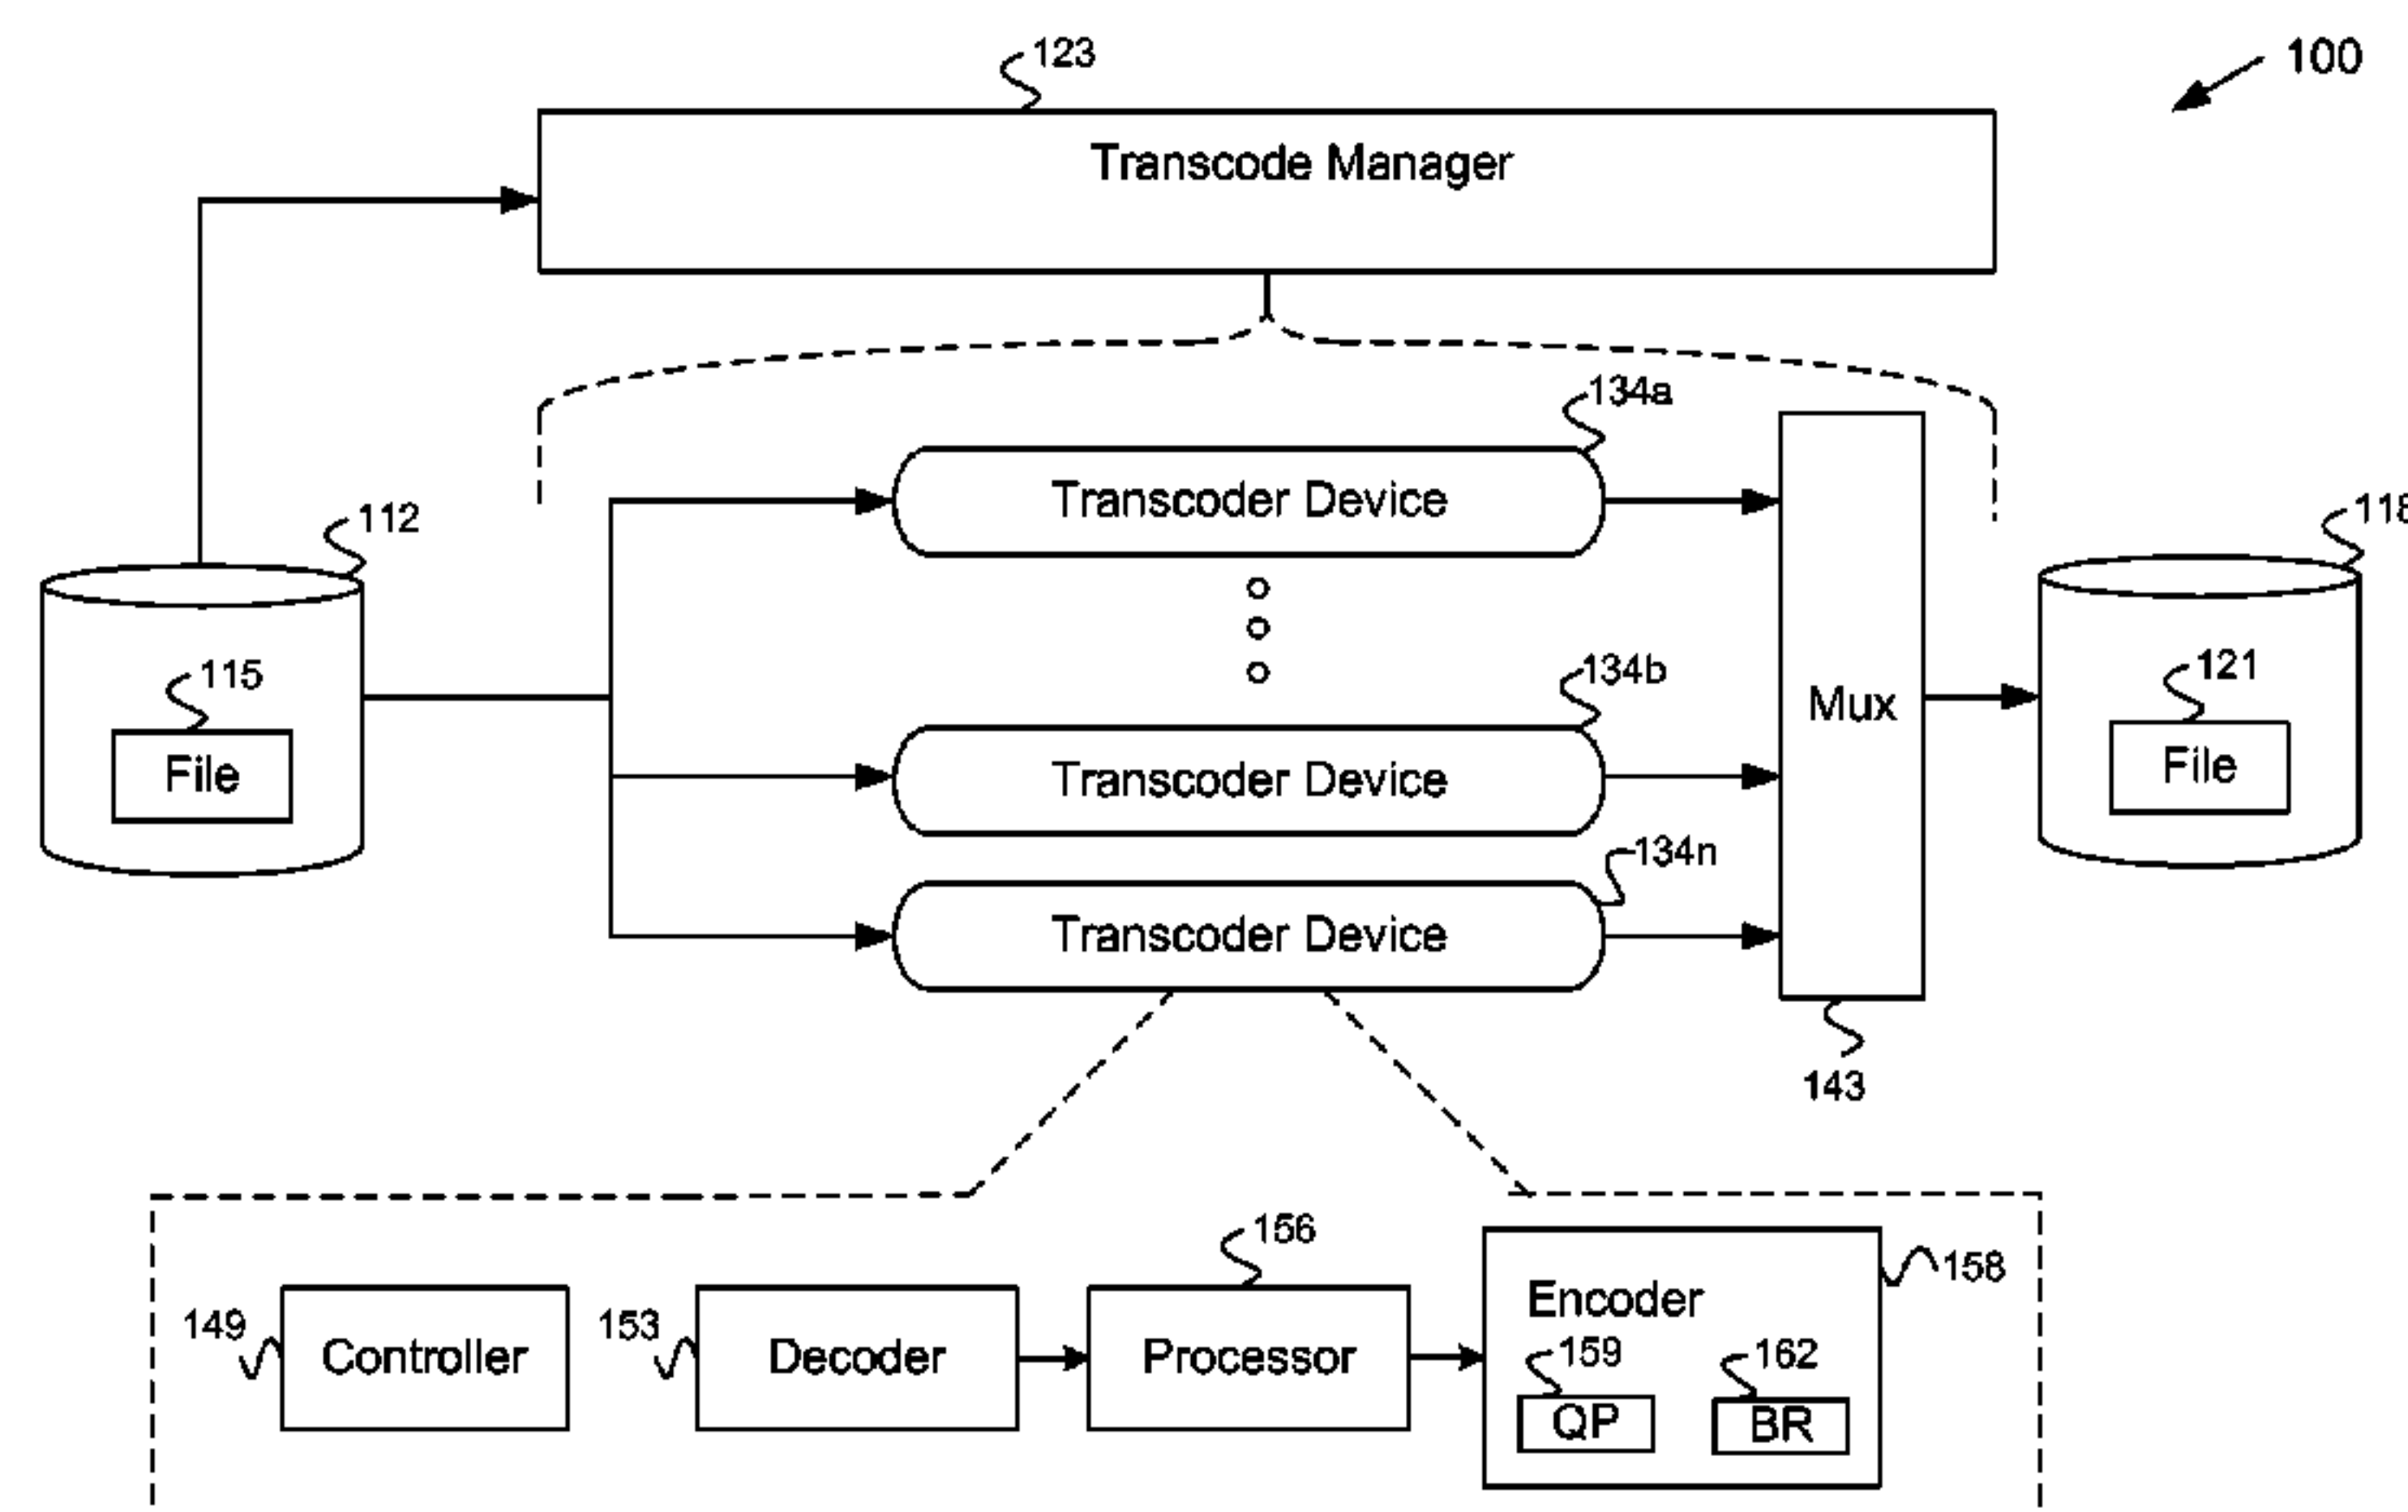 123
100
Transcode Manager
134a
Transcoder Device
112
118
115
File
134b
Transcoder Device
Mux
121
File
134n
Transcoder Device
143
156
158
149
Controller
153
Decoder
Processor
Encoder
159
QP
162
BR